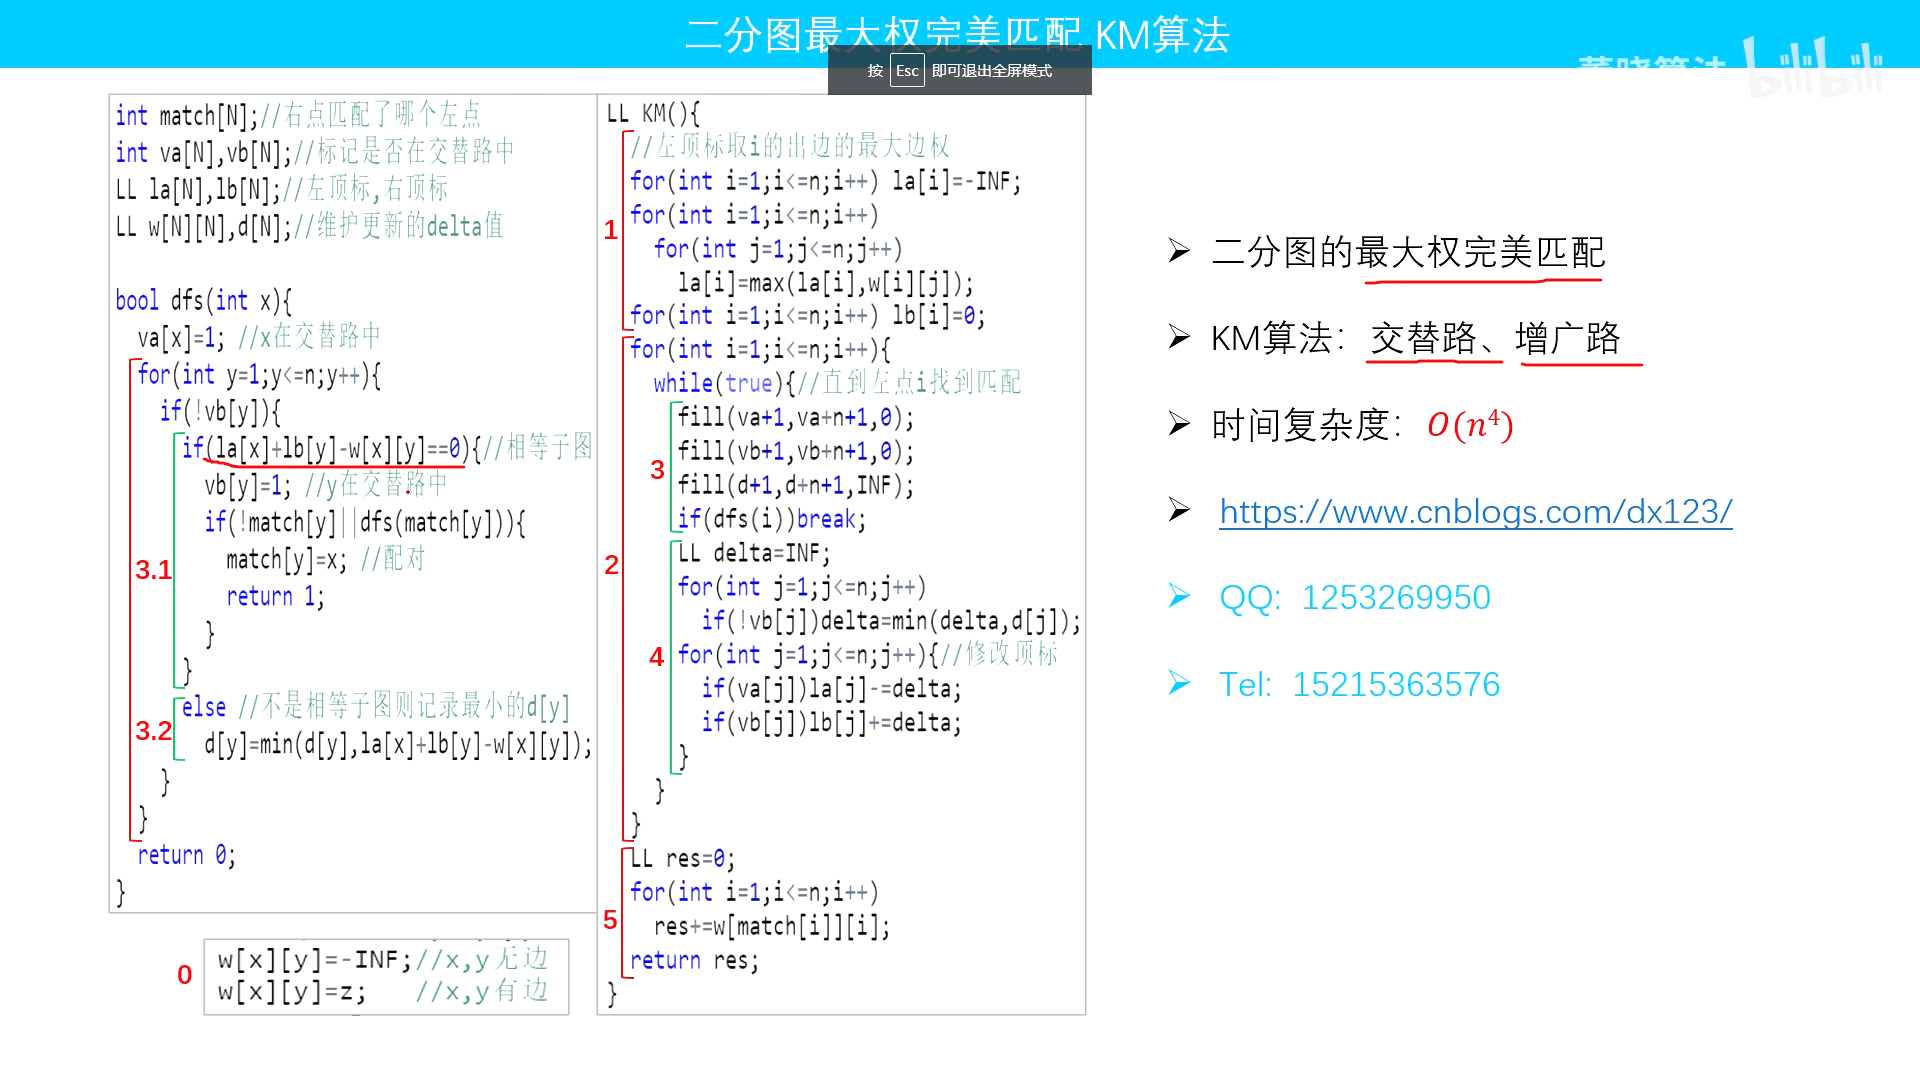 二分图最大权完美匹配 KM算法
按 Esc 即可退出全屏模式
bilibili
int match[N];//右点匹配了哪个左点
int va[N],vb[N];//标记是否在交替路中
LL la[N],lb[N];//左顶标,右顶标
LL w[N][N],d[N];//维护更新的delta值
bool dfs(int x){
va[x]=1; //x在交替路中
for(int y=1;y<=n;y++){
if(!vb[y]){
if(la[x]+lb[y]-w[x][y]==0){//相等子图
vb[y]=1; //y在交替路中
if(!match[y]||dfs(match[y])){
match[y]=x; //配对
return 1;
}
}
else //不是相等子图则记录最小的d[y]
d[y]=min(d[y],la[x]+lb[y]-w[x][y]);
}
}
return 0;
}
3.1
3.2
0
w[x][y]=-INF;//x,y无边
w[x][y]=z; //x,y有边
LL KM(){
//左顶标取i的出边的最大边权
for(int i=1;i<=n;i++) la[i]=-INF;
for(int i=1;i<=n;i++)
for(int j=1;j<=n;j++)
la[i]=max(la[i],w[i][j]);
for(int i=1;i<=n;i++) lb[i]=0;
for(int i=1;i<=n;i++){
while(true){//直到左点i找到匹配
fill(va+1,va+n+1,0);
fill(vb+1,vb+n+1,0);
fill(d+1,d+n+1,INF);
if(dfs(i))break;
LL delta=INF;
for(int j=1;j<=n;j++)
if(!vb[j])delta=min(delta,d[j]);
for(int j=1;j<=n;j++){//修改顶标
if(va[j])la[j]-=delta;
if(vb[j])lb[j]+=delta;
}
}
}
LL res=0;
for(int i=1;i<=n;i++)
res+=w[match[i]][i];
return res;
}
1
2
3
4
5
➢ 二分图的最大权完美匹配
➢ KM算法：交替路、增广路
➢ 时间复杂度：O(n⁴)
➢ https://www.cnblogs.com/dx123/
➢ QQ: 1253269950
➢ Tel: 15215363576